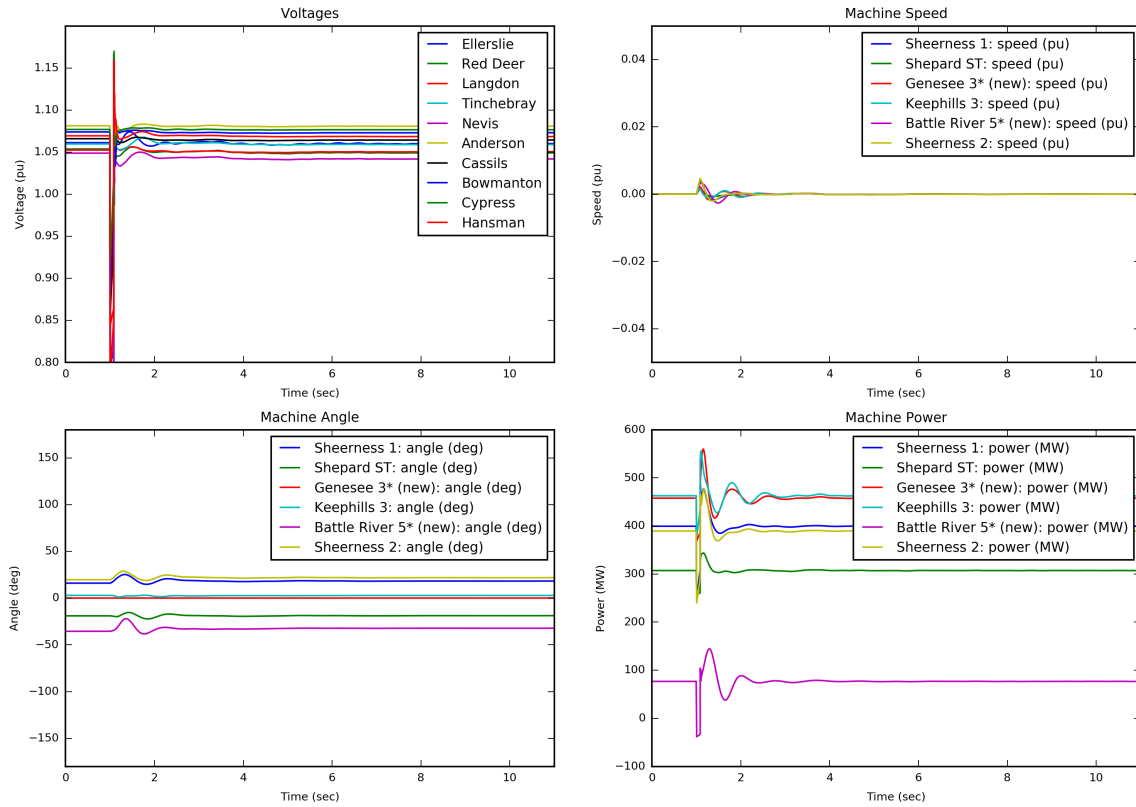 Voltages
1.15
1.10
1.05
1.00
0.95
0.90
0.85
0.80
Voltage (pu)
Ellerslie
Red Deer
Langdon
Tinchebray
Nevis
Anderson
Cassils
Bowmanton
Cypress
Hansman
0 2 4 6 8 10
Time (sec)
Machine Speed
0.04
0.02
0.00
−0.02
−0.04
Speed (pu)
Sheerness 1: speed (pu)
Shepard ST: speed (pu)
Genesee 3* (new): speed (pu)
Keephills 3: speed (pu)
Battle River 5* (new): speed (pu)
Sheerness 2: speed (pu)
0 2 4 6 8 10
Time (sec)
Machine Angle
150
100
50
0
−50
−100
−150
Angle (deg)
Sheerness 1: angle (deg)
Shepard ST: angle (deg)
Genesee 3* (new): angle (deg)
Keephills 3: angle (deg)
Battle River 5* (new): angle (deg)
Sheerness 2: angle (deg)
0 2 4 6 8 10
Time (sec)
Machine Power
600
500
400
300
200
100
0
−100
Power (MW)
Sheerness 1: power (MW)
Shepard ST: power (MW)
Genesee 3* (new): power (MW)
Keephills 3: power (MW)
Battle River 5* (new): power (MW)
Sheerness 2: power (MW)
0 2 4 6 8 10
Time (sec)